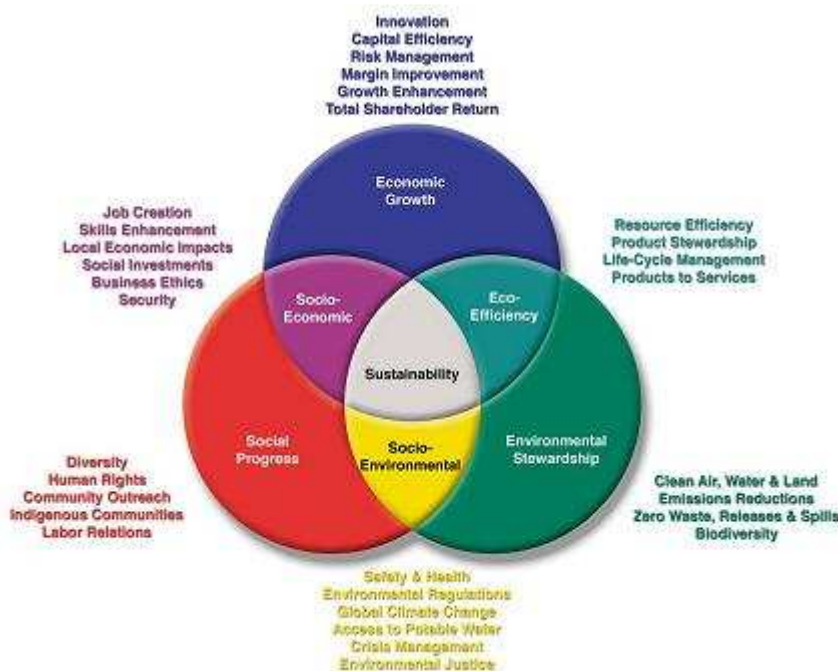 Innovation
Capital Efficiency
Risk Management
Margin Improvement
Growth Enhancement
Total Shareholder Return
Economic
Growth
Job Creation
Skills Enhancement
Local Economic Impacts
Social Investments
Business Ethics
Security
Resource Efficiency
Product Stewardship
Life-Cycle Management
Products to Services
Socio-
Economic
Eco-
Efficiency
Sustainability
Social
Progress
Socio-
Environmental
Environmental
Stewardship
Diversity
Human Rights
Community Outreach
Indigenous Communities
Labor Relations
Clean Air, Water & Land
Emissions Reductions
Zero Waste, Releases & Spills
Biodiversity
Safety & Health
Environmental Regulations
Global Climate Change
Access to Potable Water
Crisis Management
Environmental Justice